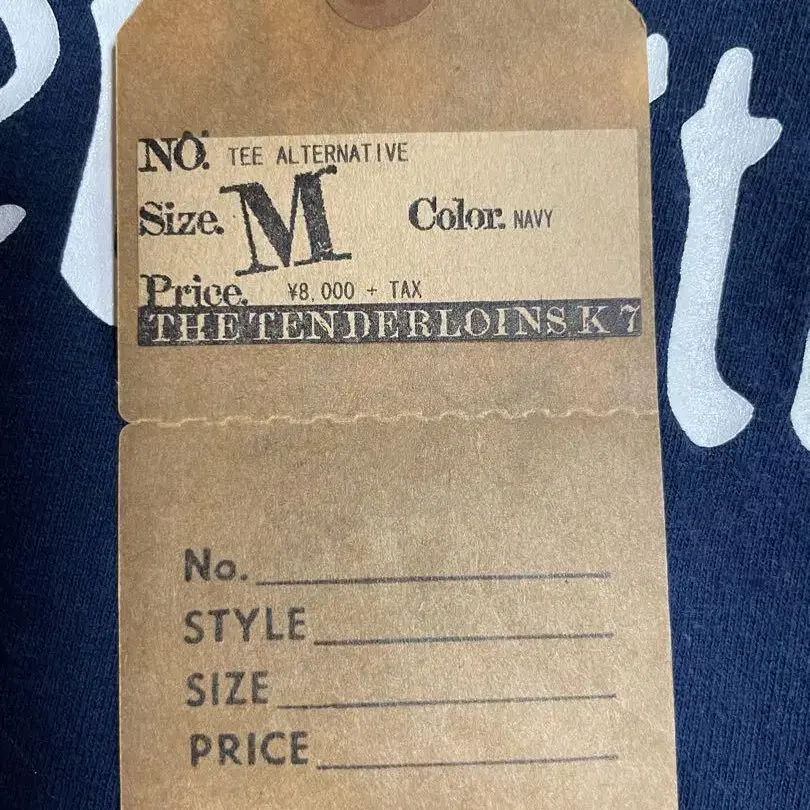 NO. TEE ALTERNATIVE
Size. M Color. NAVY
Price. ¥8,000 + TAX
THE TENDERLOINS K 7
No.
STYLE
SIZE
PRICE